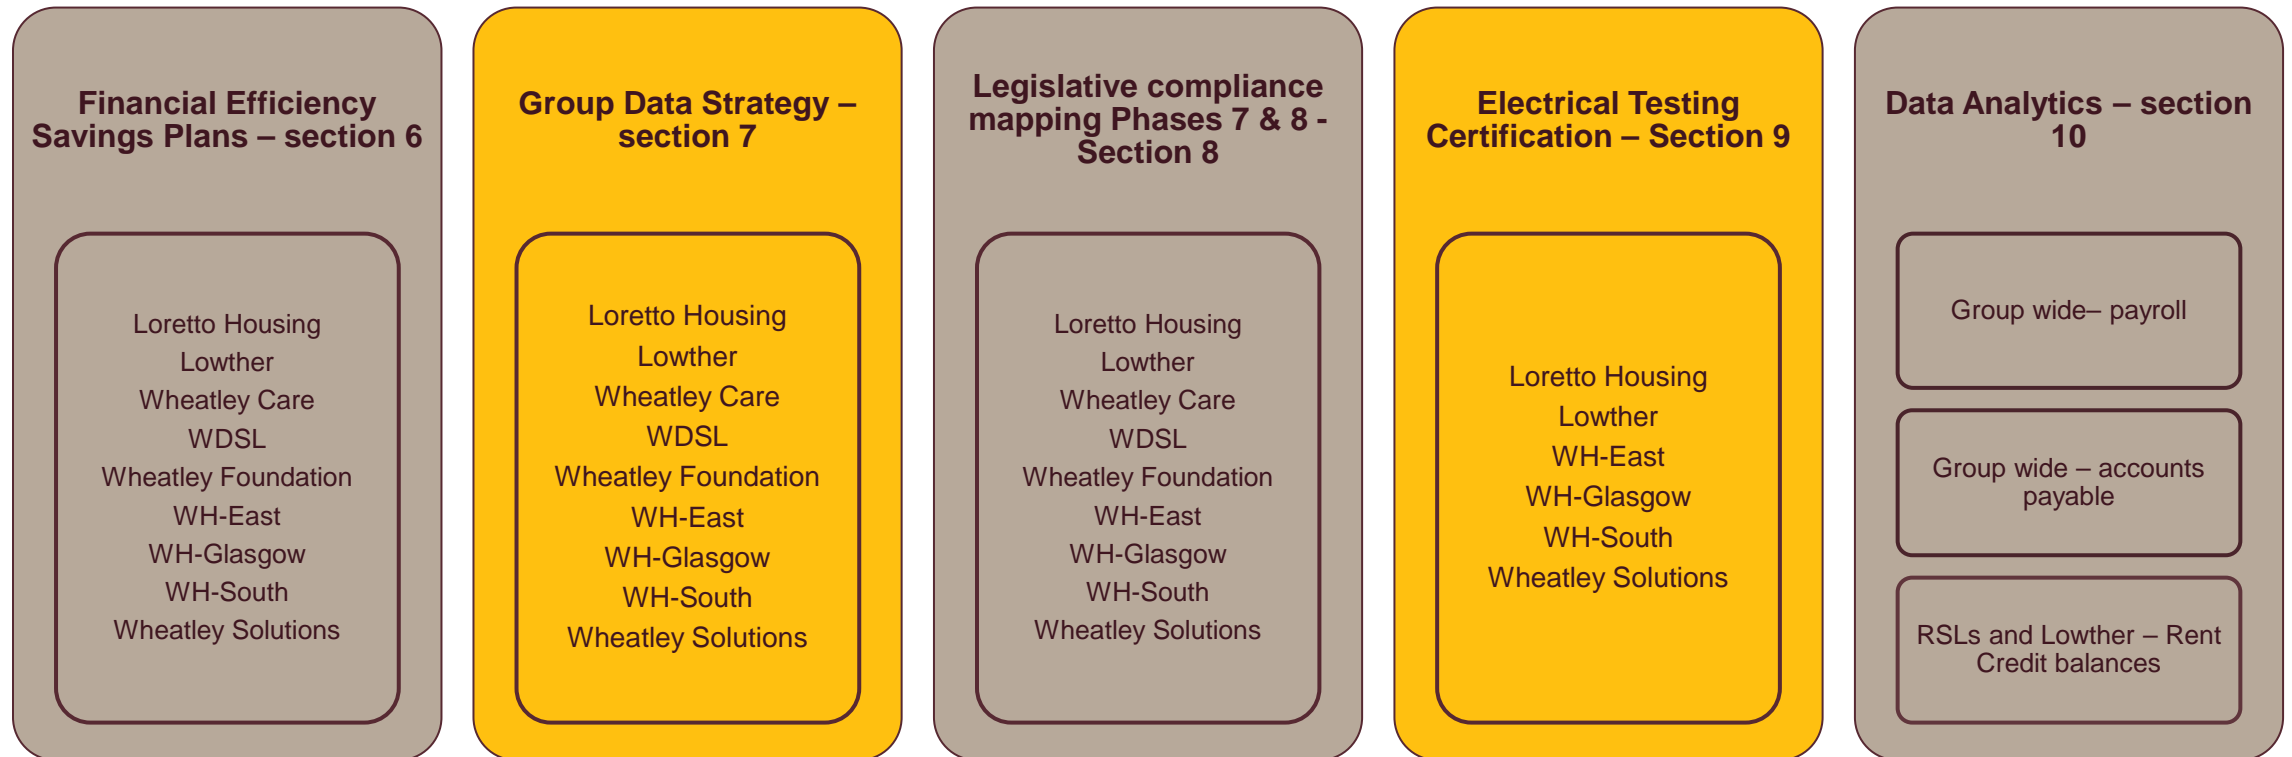 Financial Efficiency
Savings Plans – section 6
Loretto Housing
Lowther
Wheatley Care
WDSL
Wheatley Foundation
WH-East
WH-Glasgow
WH-South
Wheatley Solutions
Group Data Strategy –
section 7
Loretto Housing
Lowther
Wheatley Care
WDSL
Wheatley Foundation
WH-East
WH-Glasgow
WH-South
Wheatley Solutions
Legislative compliance
mapping Phases 7 & 8 -
Section 8
Loretto Housing
Lowther
Wheatley Care
WDSL
Wheatley Foundation
WH-East
WH-Glasgow
WH-South
Wheatley Solutions
Electrical Testing
Certification – Section 9
Loretto Housing
Lowther
WH-East
WH-Glasgow
WH-South
Wheatley Solutions
Data Analytics – section
10
Group wide– payroll
Group wide – accounts
payable
RSLs and Lowther – Rent
Credit balances